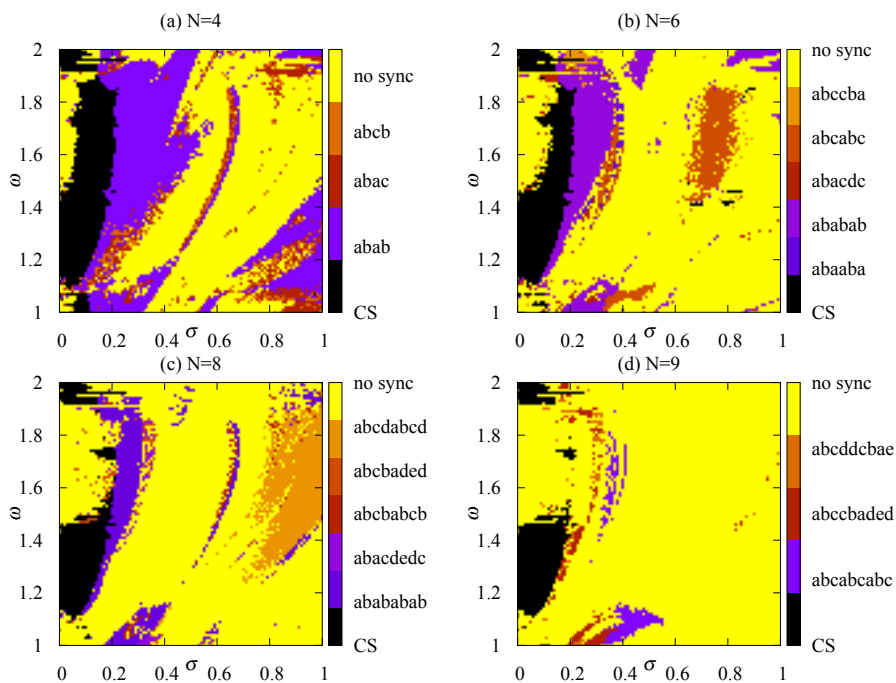 (a) N=4
2
1.8
1.6
1.4
1.2
1
ω
0 0.2 0.4 0.6 0.8 1
σ
no sync
abcb
abac
abab
CS
(b) N=6
2
1.8
1.6
1.4
1.2
1
ω
0 0.2 0.4 0.6 0.8 1
σ
no sync
abccba
abcabc
abacdc
ababab
abaaba
CS
(c) N=8
2
1.8
1.6
1.4
1.2
1
ω
0 0.2 0.4 0.6 0.8 1
σ
no sync
abcdabcd
abcbaded
abcbabcb
abacdedc
abababab
CS
(d) N=9
2
1.8
1.6
1.4
1.2
1
ω
0 0.2 0.4 0.6 0.8 1
σ
no sync
abcddcbae
abccbaded
abcabcabc
CS